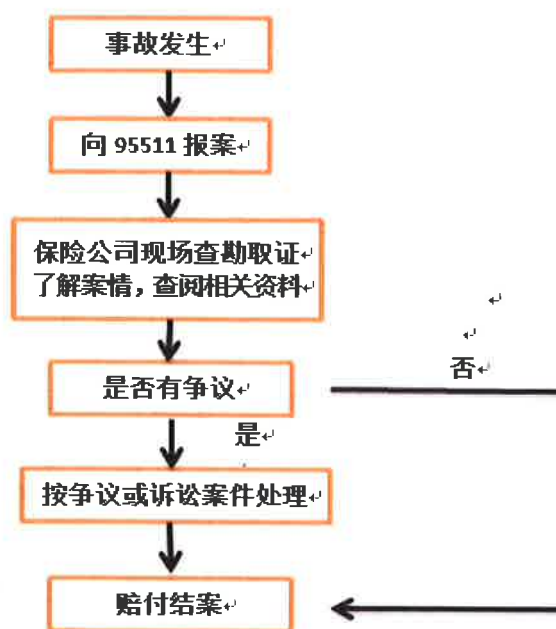 事故发生
向 95511 报案
保险公司现场查勘取证
了解案情，查阅相关资料
是否有争议
否
是
按争议或诉讼案件处理
赔付结案